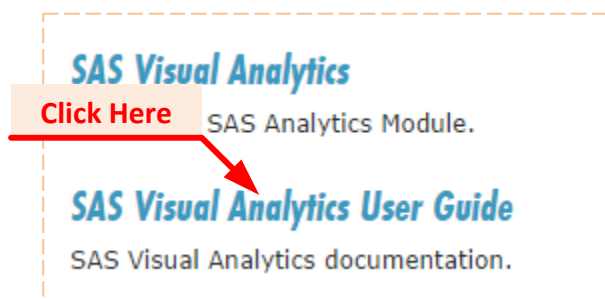 SAS Visual Analytics
Click Here
SAS Analytics Module.
SAS Visual Analytics User Guide
SAS Visual Analytics documentation.